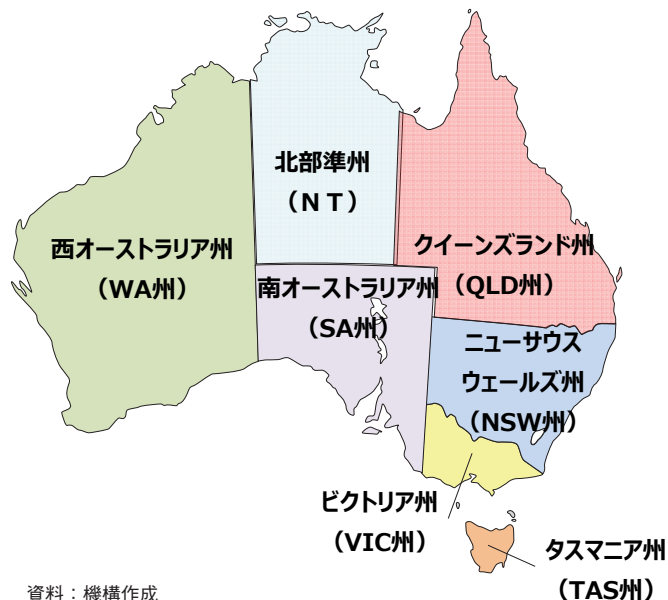 北部準州
（ＮＴ）
西オーストラリア州
（WA州）
クイーンズランド州
（QLD州）
南オーストラリア州
（SA州）
ニューサウス
ウェールズ州
（NSW州）
ビクトリア州
（VIC州）
タスマニア州
（TAS州）
資料：機構作成